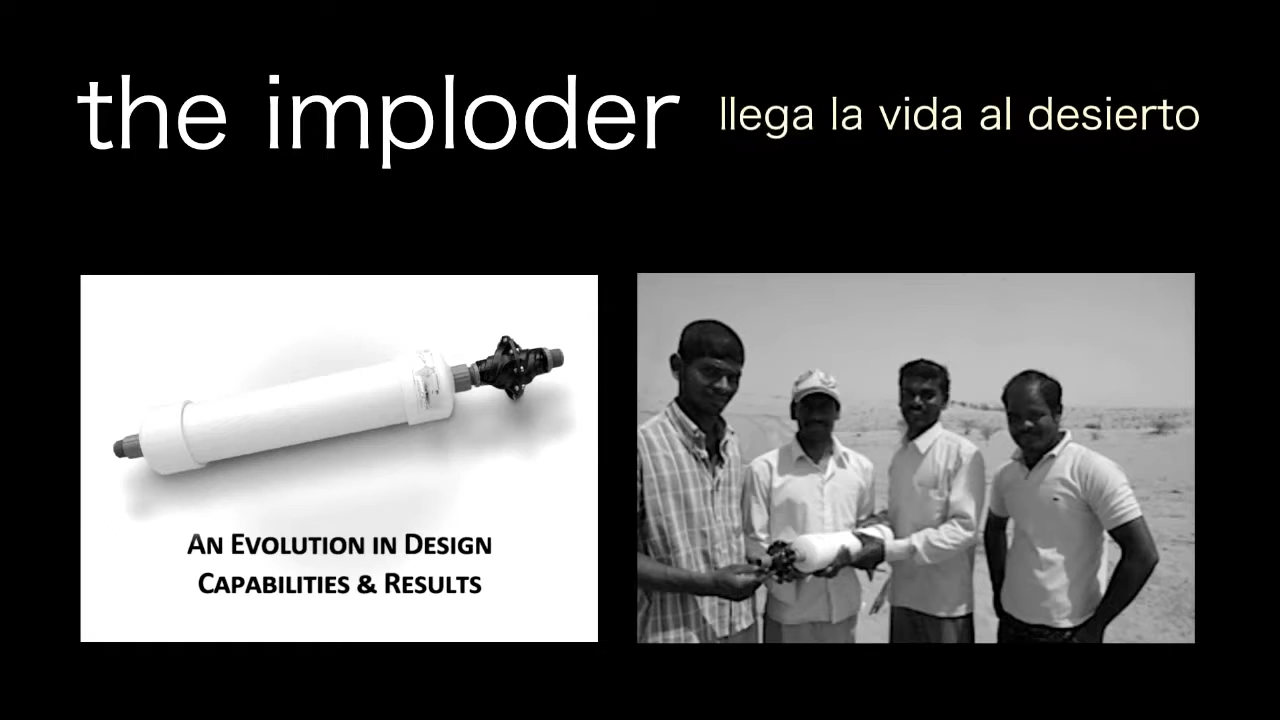 the imploder llega la vida al desierto
AN EVOLUTION IN DESIGN
CAPABILITIES & RESULTS